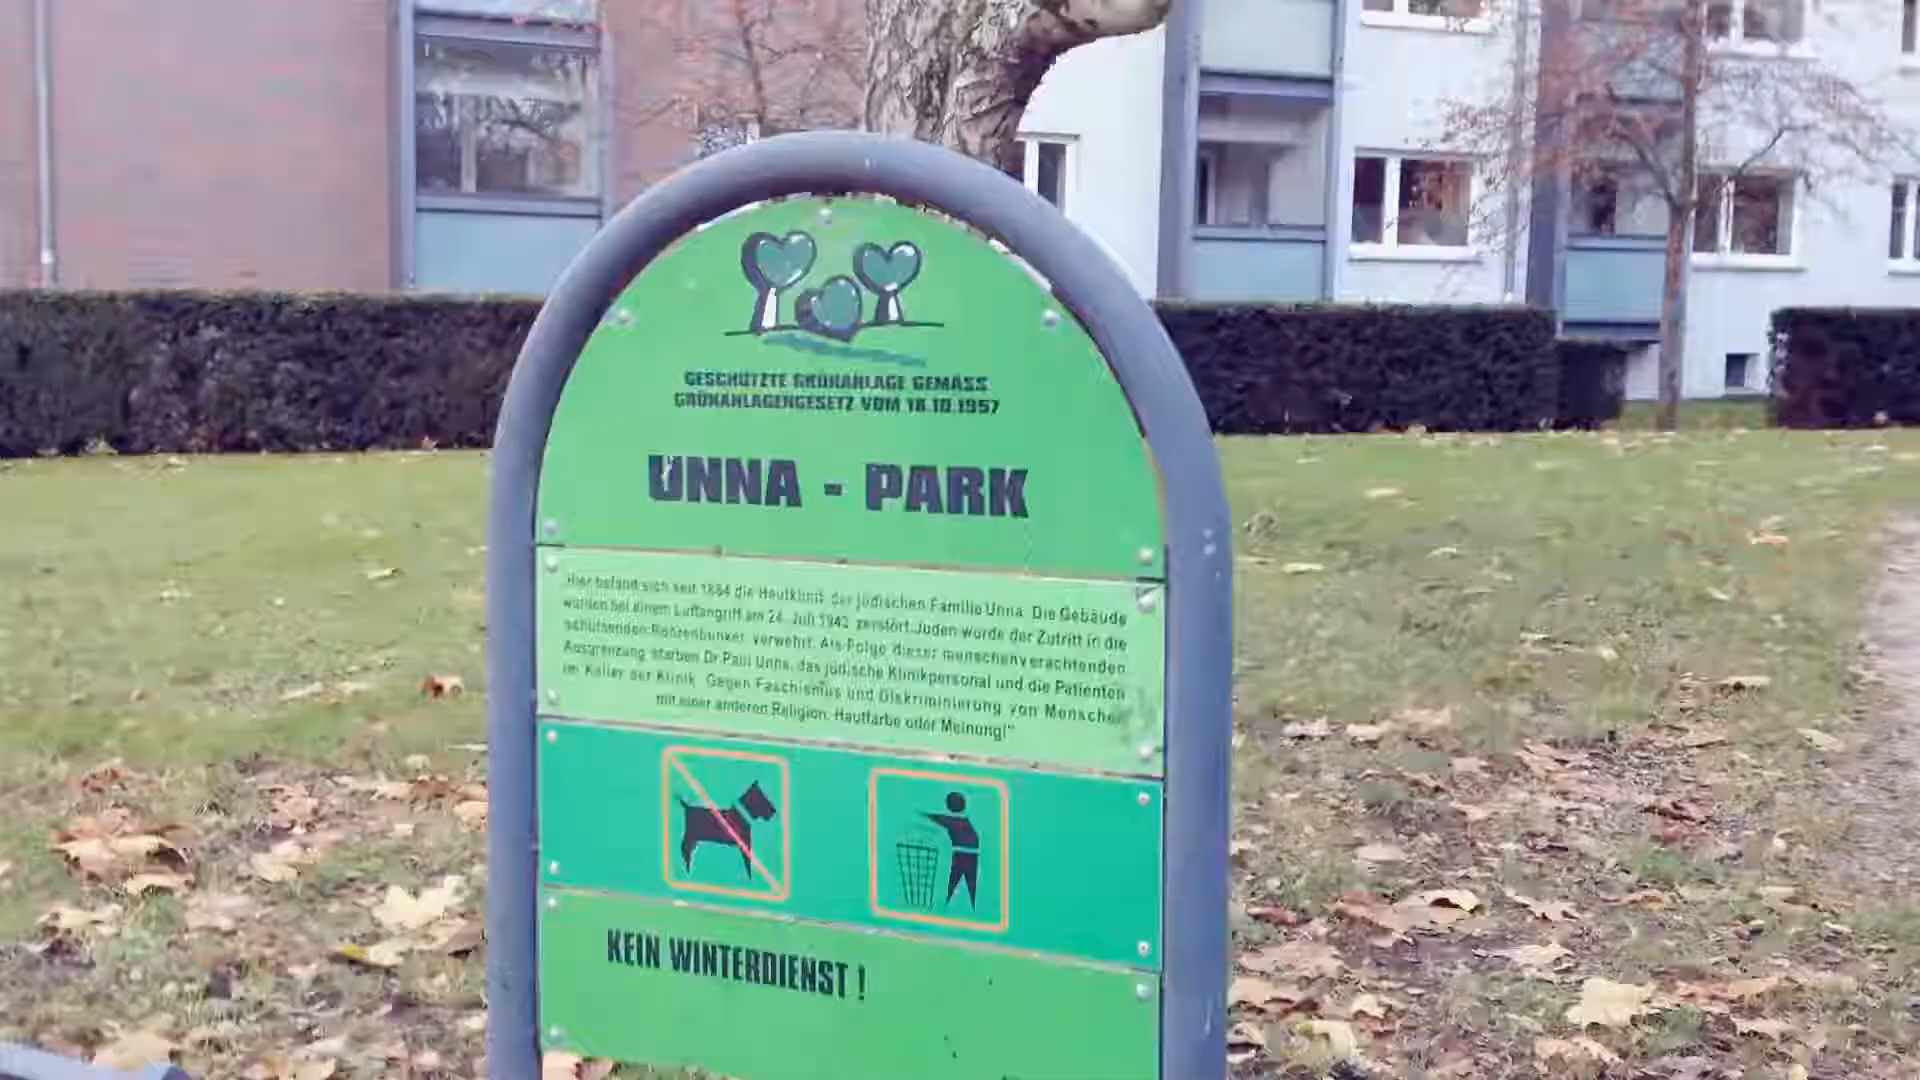 GESCHÜTZTE GRÜNANLAGE GEMÄSS
GRÜNANLAGENGESETZ VOM 18.10.1957
UNNA - PARK
Hier befand sich seit 1884 die Hautklinik der jüdischen Familie Unna. Die Gebäude
wurden bei einem Luftangriff am 24. Juli 1943 zerstört. Juden wurde der Zutritt in die
schützenden Röhrenbunker verwehrt. Als Folge dieser menschenverachtenden
Ausgrenzung starben Dr. Paul Unna, das jüdische Klinikpersonal und die Patienten
im Keller der Klinik. Gegen Faschismus und Diskriminierung von Menschen
mit einer anderen Religion, Hautfarbe oder Meinung!"
KEIN WINTERDIENST !